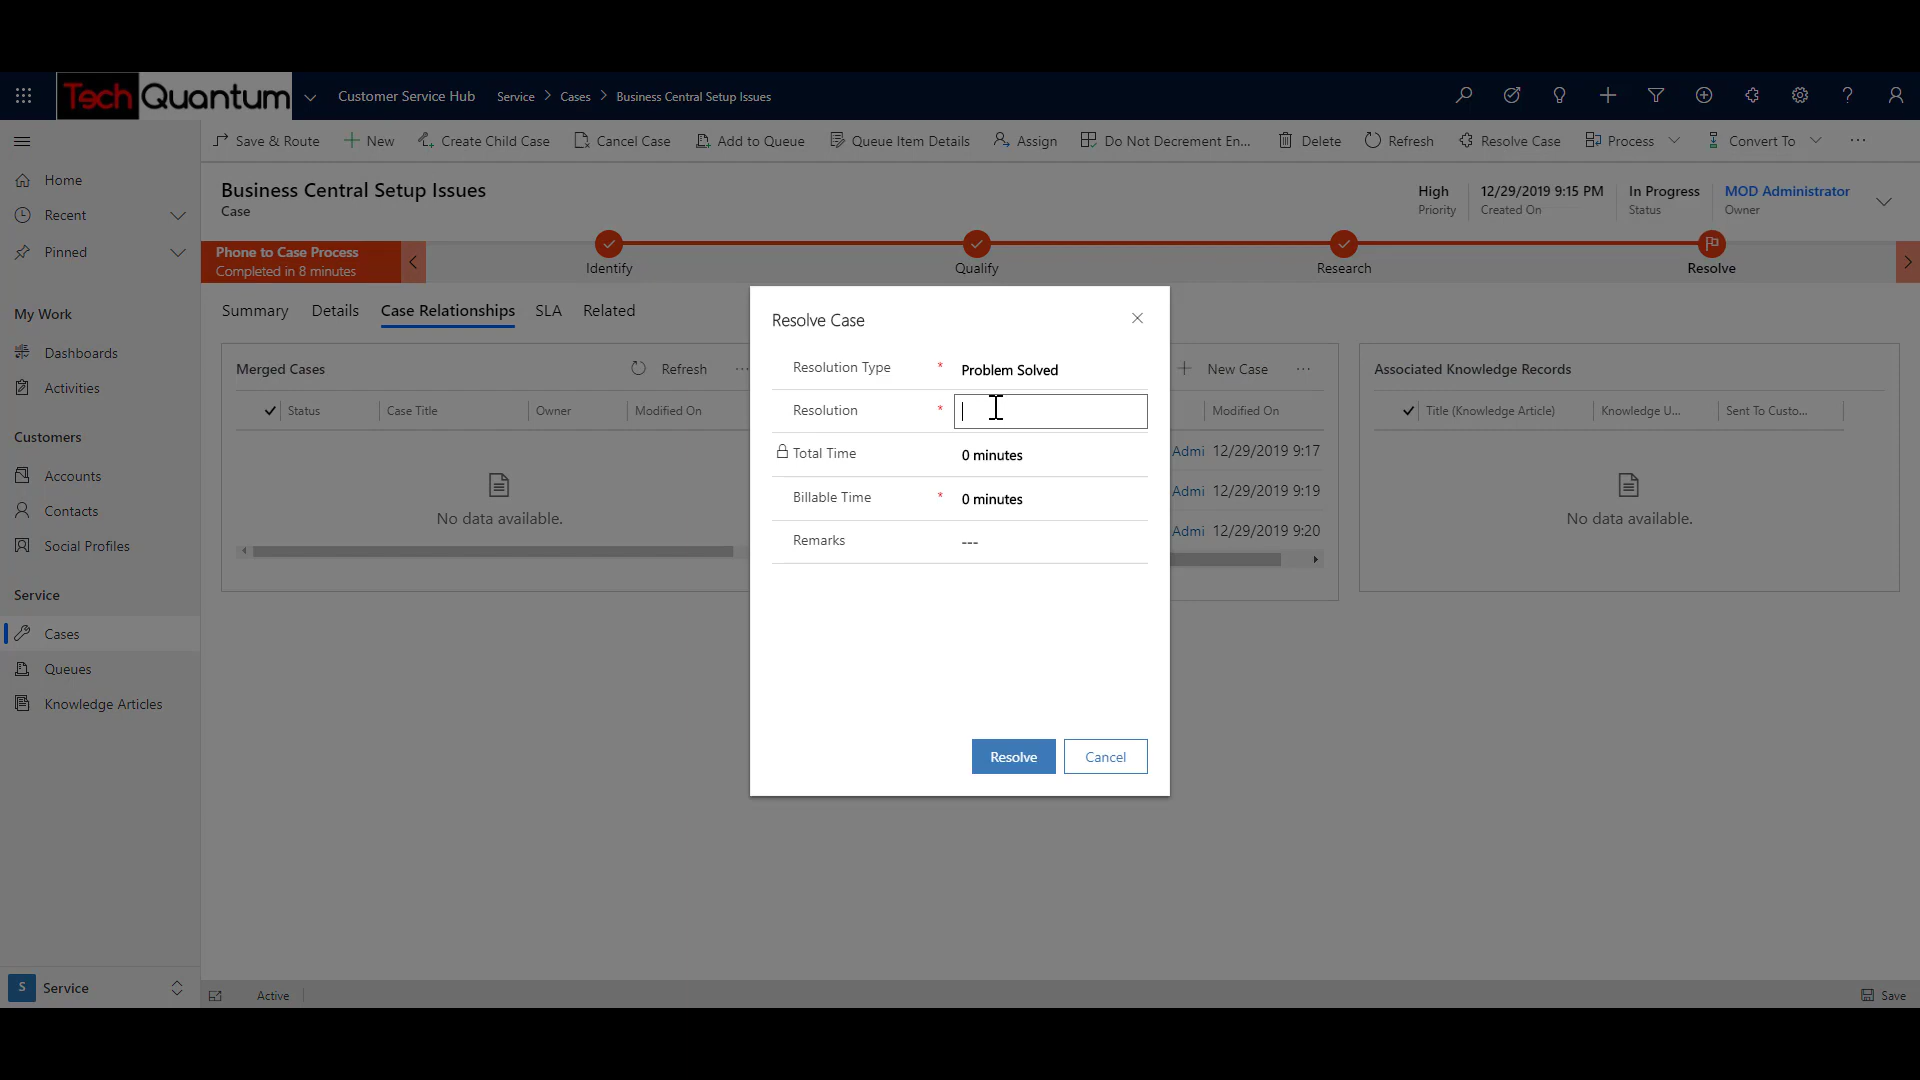 Tech Quantum
Customer Service Hub
Service > Cases > Business Central Setup Issues
Save & Route
New
Create Child Case
Cancel Case
Add to Queue
Queue Item Details
Assign
Do Not Decrement En...
Delete
Refresh
Resolve Case
Process
Convert To
Home
Recent
Pinned
My Work
Dashboards
Activities
Customers
Accounts
Contacts
Social Profiles
Service
Cases
Queues
Knowledge Articles
S Service
Business Central Setup Issues
Case
High
Priority
12/29/2019 9:15 PM
Created On
In Progress
Status
MOD Administrator
Owner
Phone to Case Process
Completed in 8 minutes
Identify
Qualify
Research
Resolve
Summary
Details
Case Relationships
SLA
Related
Merged Cases
Refresh
Status
Case Title
Owner
Modified On
No data available.
New Case
Modified On
Admi 12/29/2019 9:17
Admi 12/29/2019 9:19
Admi 12/29/2019 9:20
Associated Knowledge Records
Title (Knowledge Article)
Knowledge U...
Sent To Custo...
No data available.
Resolve Case
Resolution Type * Problem Solved
Resolution *
Total Time 0 minutes
Billable Time * 0 minutes
Remarks ---
Resolve
Cancel
Active
Save